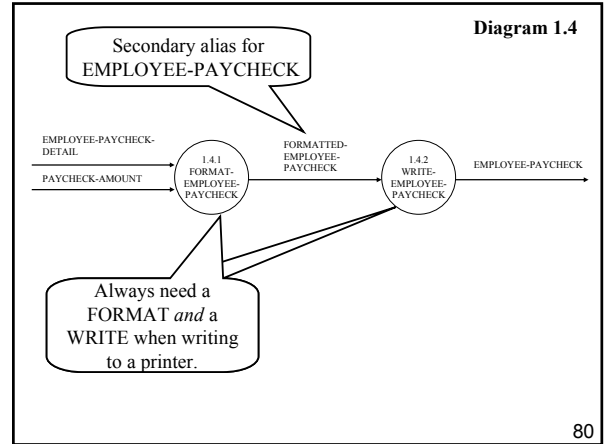 Diagram 1.4
Secondary alias for
EMPLOYEE-PAYCHECK
EMPLOYEE-PAYCHECK-
DETAIL
PAYCHECK-AMOUNT
1.4.1
FORMAT-
EMPLOYEE-
PAYCHECK
FORMATTED-
EMPLOYEE-
PAYCHECK
1.4.2
WRITE-
EMPLOYEE-
PAYCHECK
EMPLOYEE-PAYCHECK
Always need a
FORMAT and a
WRITE when writing
to a printer.
80